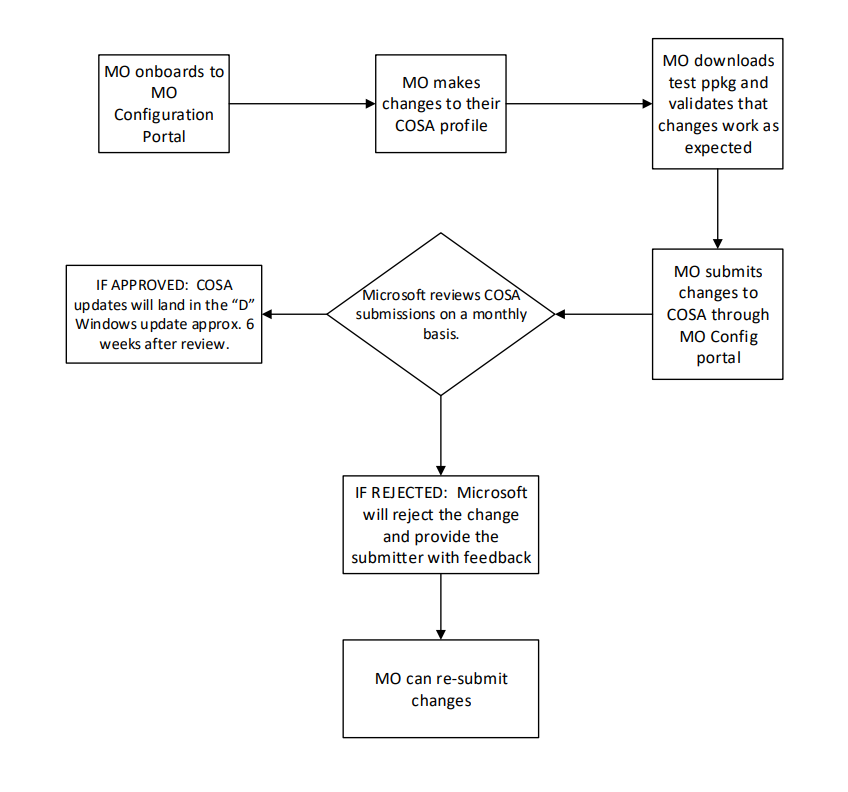 MO onboards to
MO
Configuration
Portal
MO makes
changes to their
COSA profile
MO downloads
test ppkg and
validates that
changes work as
expected
MO submits
changes to
COSA through
MO Config
portal
Microsoft reviews COSA
submissions on a monthly
basis.
IF APPROVED:  COSA
updates will land in the “D”
Windows update approx. 6
weeks after review.
IF REJECTED:  Microsoft
will reject the change
and provide the
submitter with feedback
MO can re-submit
changes